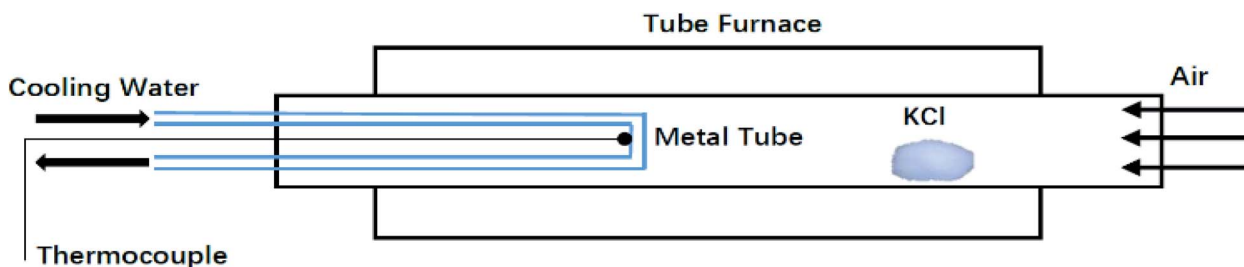 Tube Furnace
Cooling Water
Air
KCl
Metal Tube
Thermocouple